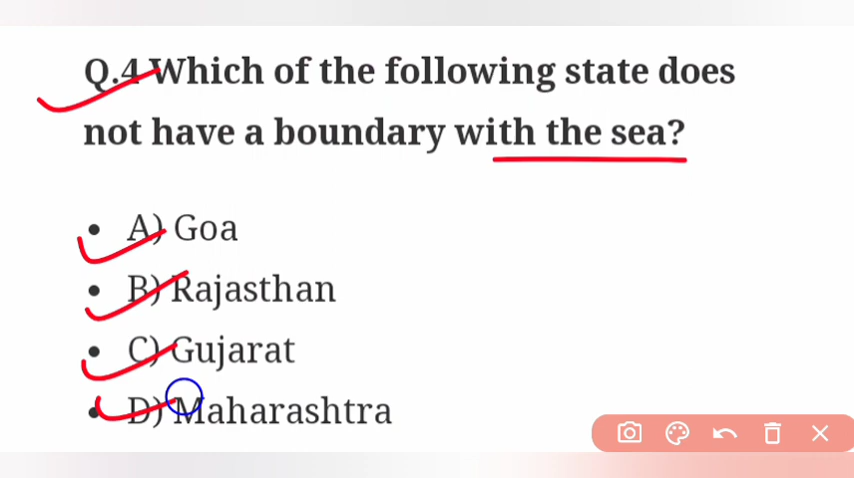 Q.4 Which of the following state does
not have a boundary with the sea?
A) Goa
B) Rajasthan
C) Gujarat
D) Maharashtra